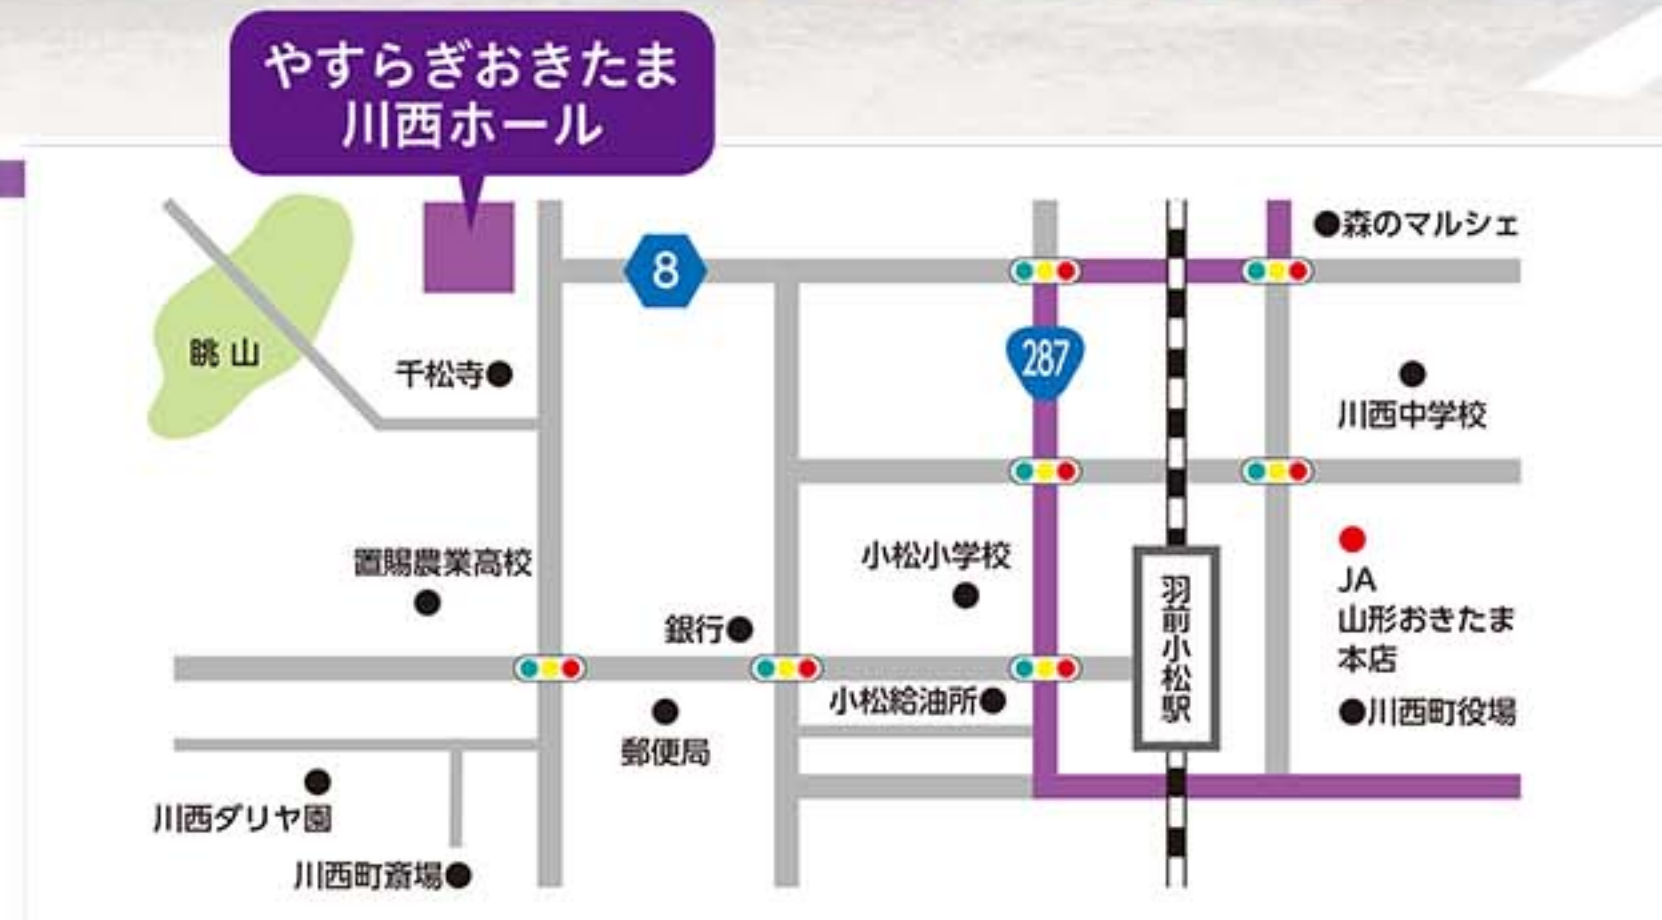 やすらぎおきたま
川西ホール
森のマルシェ
8
眺山
千松寺
287
川西中学校
置賜農業高校
小松小学校
銀行
羽前小松駅
JA
山形おきたま
本店
小松給油所
川西町役場
郵便局
川西ダリヤ園
川西町斎場